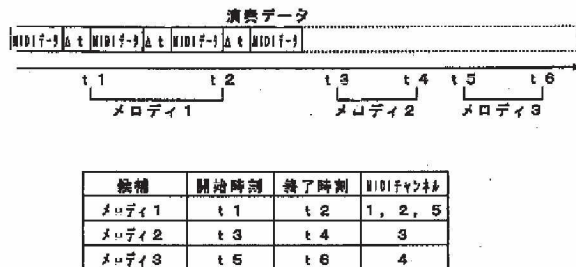 演奏データ
MIDIデータ Δt MIDIデータ Δt MIDIデータ Δt MIDIデータ
t1 t2 t3 t4 t5 t6
メロディ1 メロディ2 メロディ3
候補 開始時刻 終了時刻 MIDIチャンネル
メロディ1 t1 t2 1, 2, 5
メロディ2 t3 t4 3
メロディ3 t5 t6 4